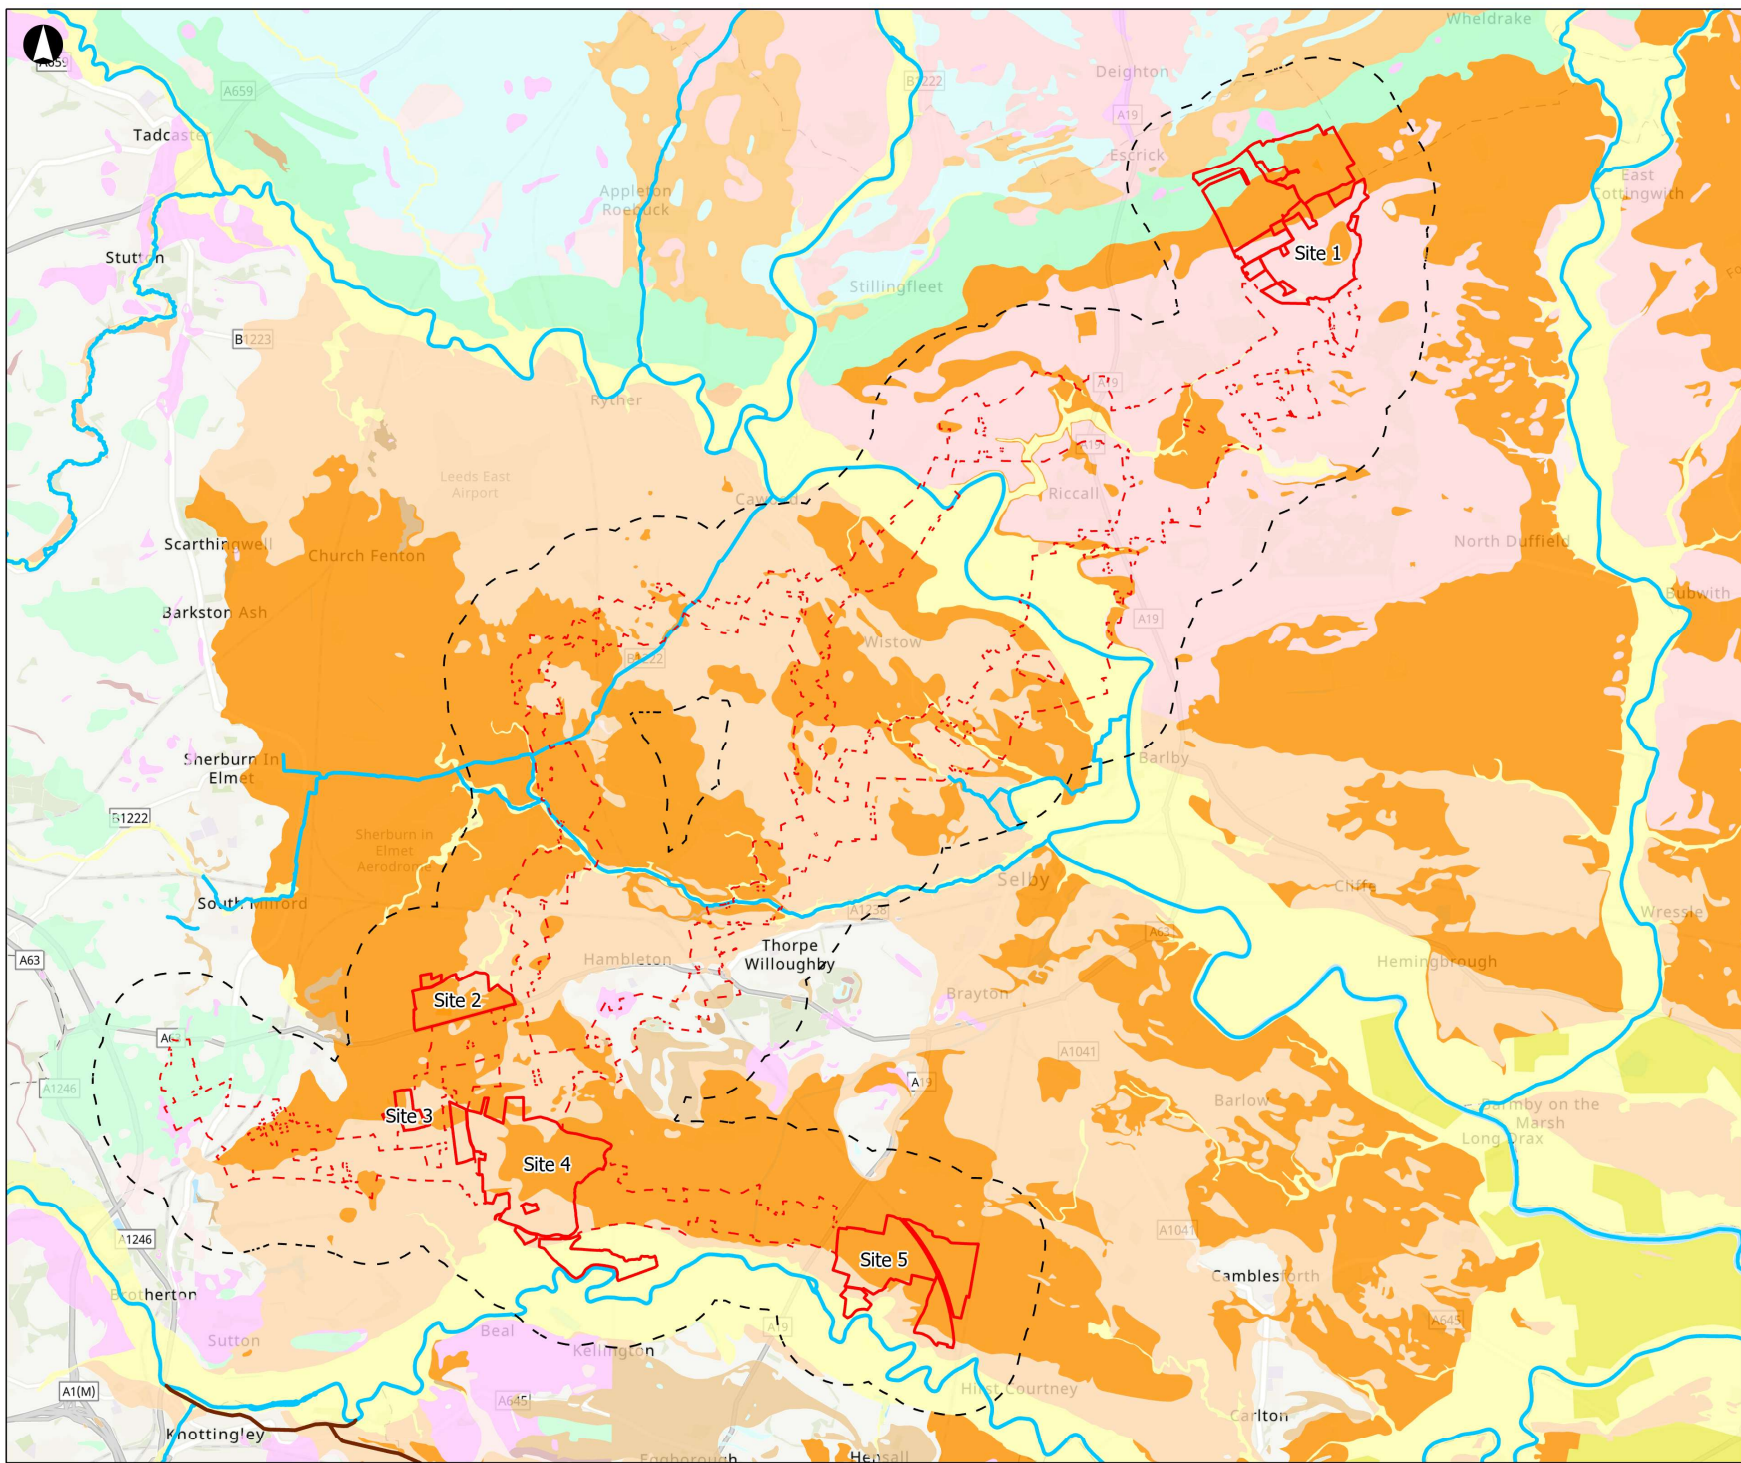 Wheldrake
A659
Deighton
B1222
A659
A19
Tadcaster
Escrick
East
Cottingwith
Appleton
Roebuck
Stutton
Site 1
Stillingfleet
B1223
A19
Ryther
A19
Leeds East
Airport
Riccall
Cawood
Scarthingwell
Church Fenton
North Duffield
Bubwith
Barkston Ash
A19
Wistow
B1222
Sherburn In
Elmet
Barlby
B1222
Sherburn in
Elmet
Aerodrome
Selby
Cliffe
South Milford
A1238
Wressle
A63
Thorpe
Willoughby
A63
Hambleton
Hemingbrough
Site 2
Brayton
A63
A1041
A1246
A19
Barlow
Barmby on the
Marsh
Site 3
Long Drax
Site 4
A1041
A1246
Site 5
Camblesforth
Brotherton
A645
Sutton
Beal
A19
Kellington
A1(M)
A645
Hirst Courtney
Carlton
Knottingley
Eggborough
Hensall